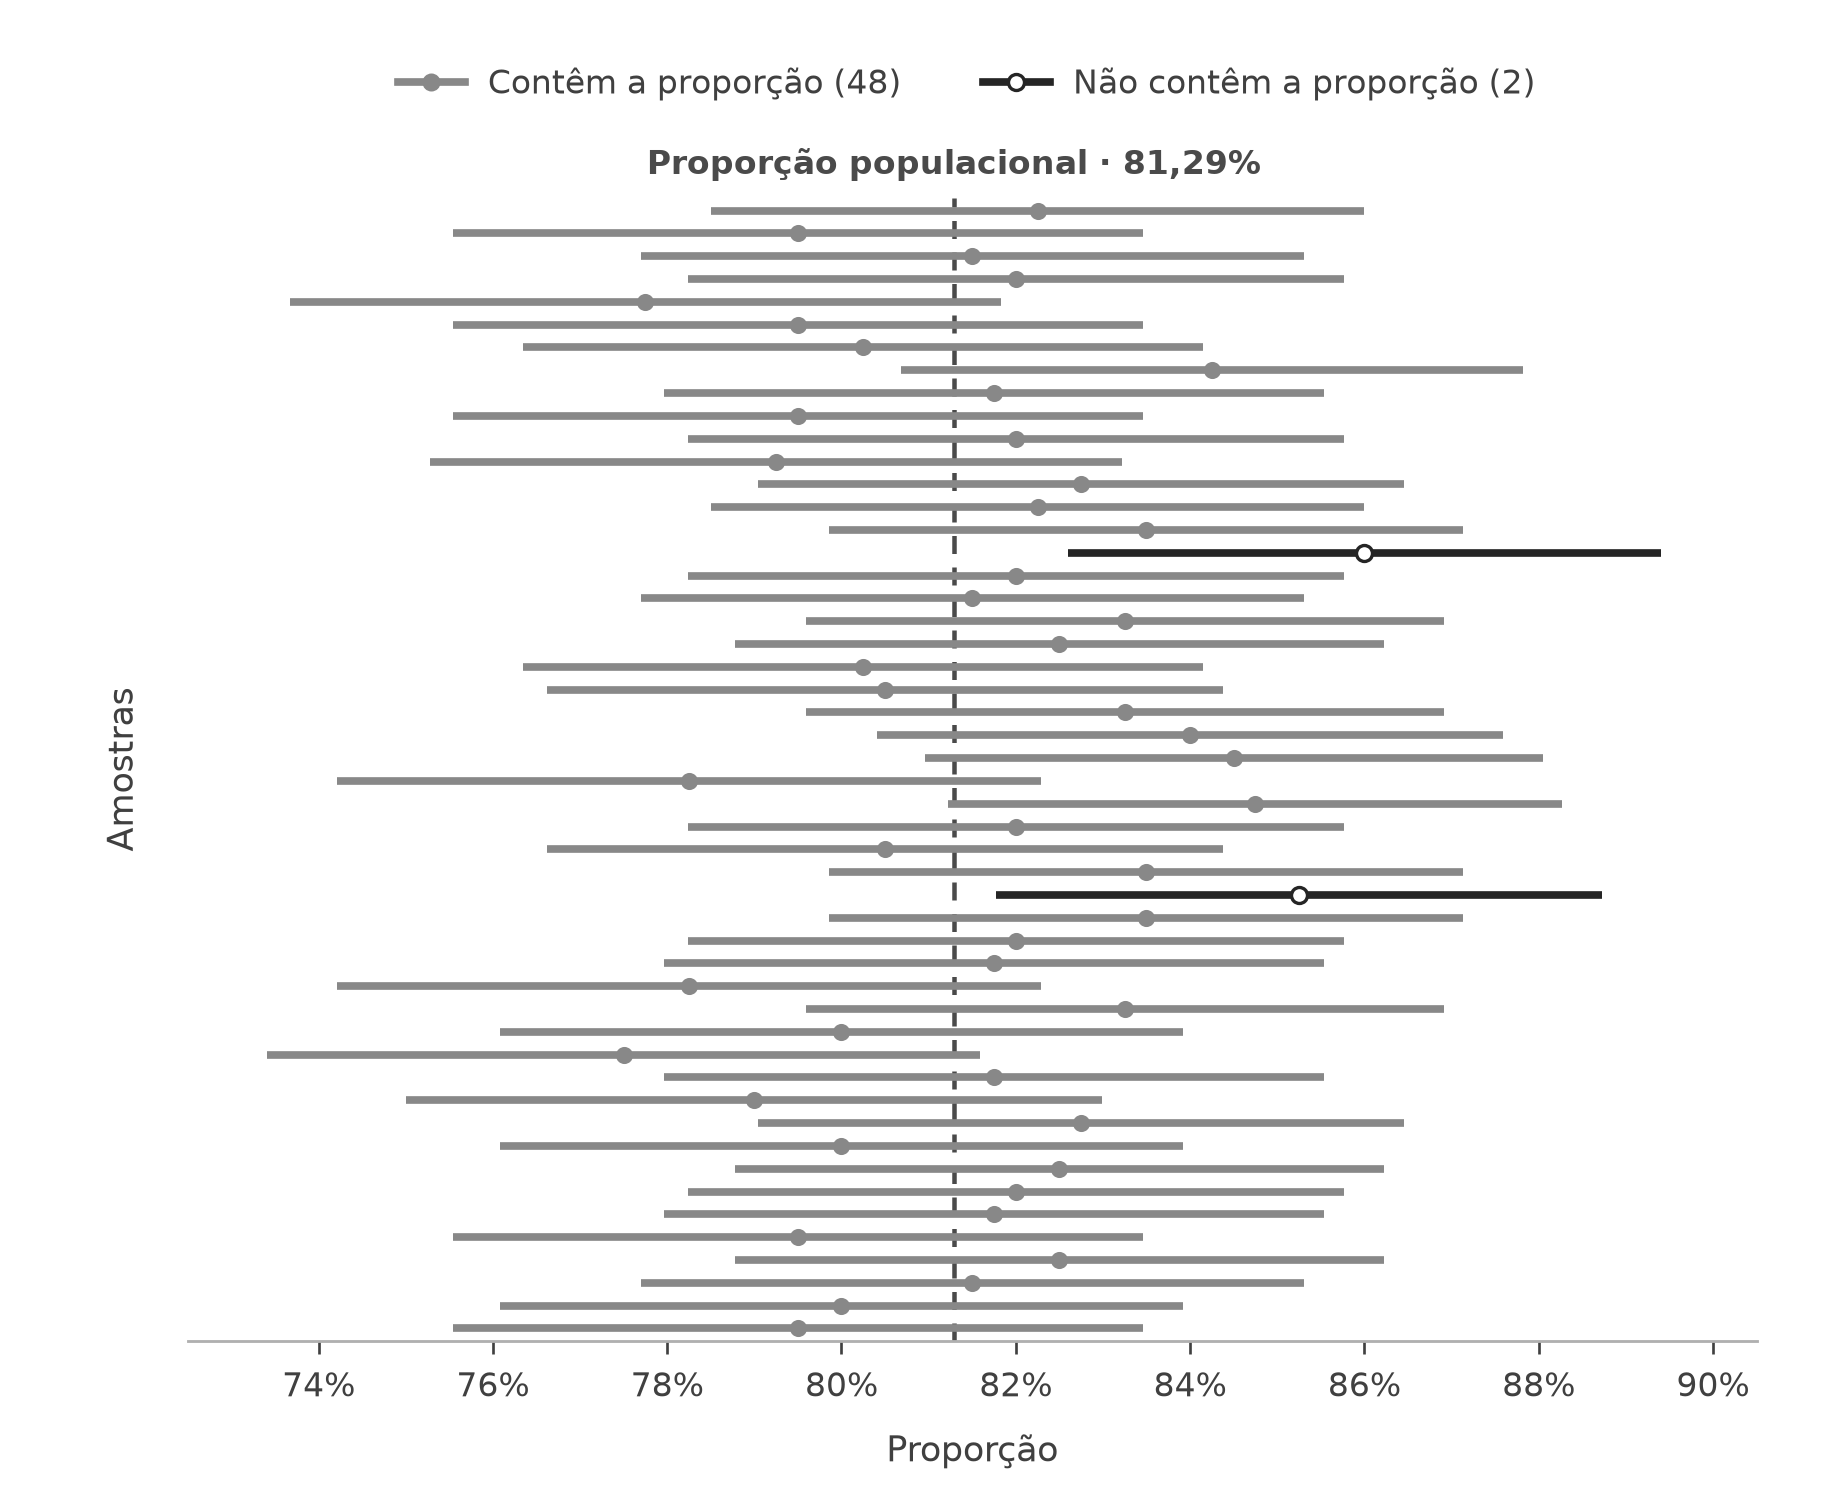 Contêm a proporção (48) Não contêm a proporção (2)
Proporção populacional · 81,29%
Amostras
74% 76% 78% 80% 82% 84% 86% 88% 90%
Proporção